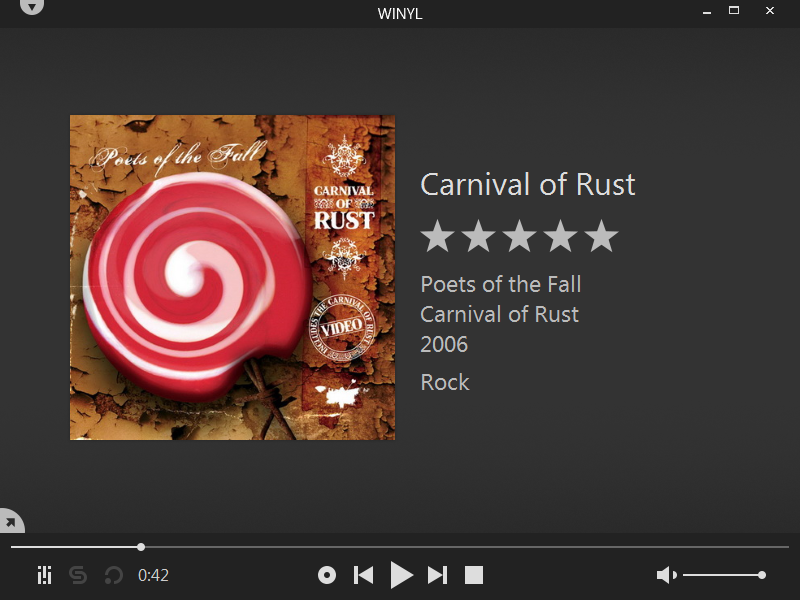 WINYL
Poets of the Fall
CARNIVAL
OF
RUST
INCLUDES THE CARNIVAL OF RUST
VIDEO
Carnival of Rust
Poets of the Fall
Carnival of Rust
2006
Rock
0:42